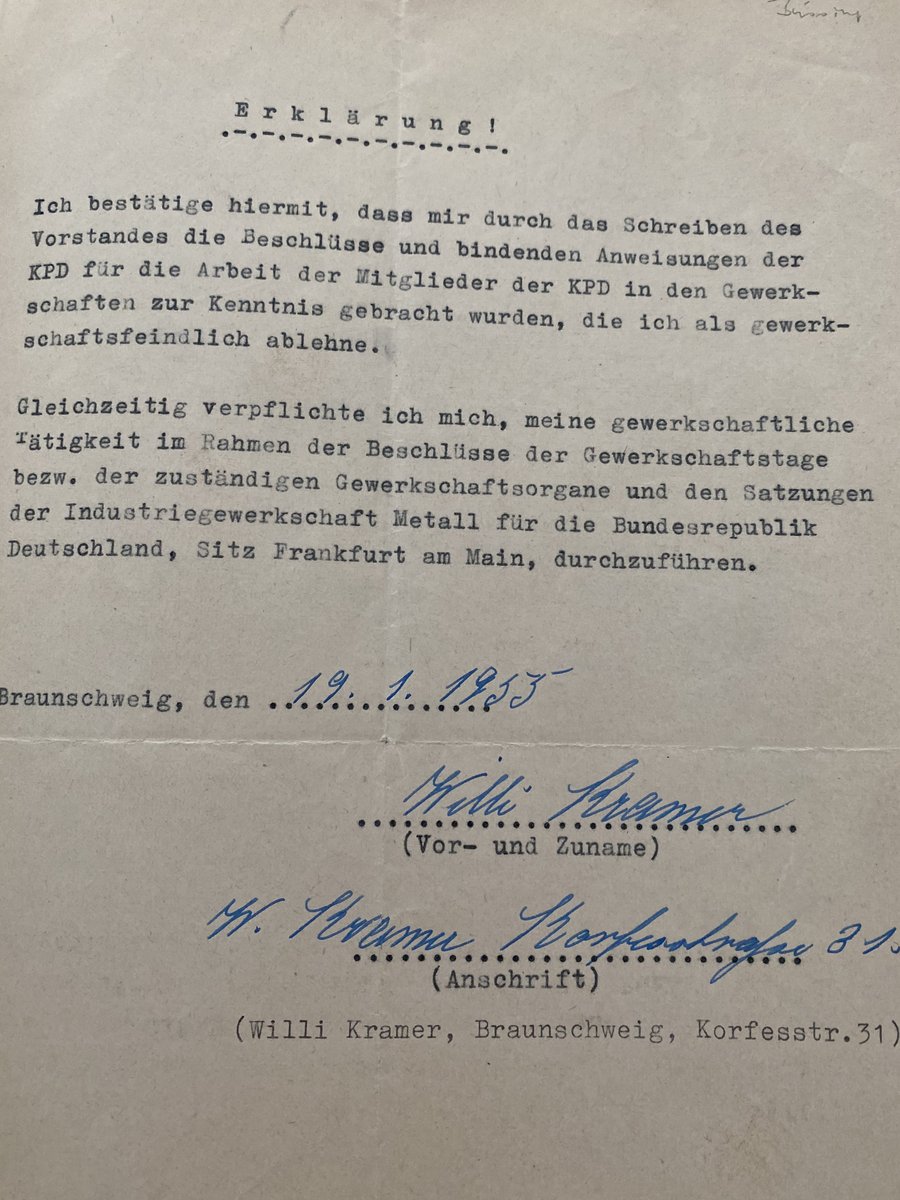 Büssing
E r k l ä r u n g !
.-.-.-.-.-.-.-.-.-.-.
Ich bestätige hiermit, dass mir durch das Schreiben des
Vorstandes die Beschlüsse und bindenden Anweisungen der
KPD für die Arbeit der Mitglieder der KPD in den Gewerk-
schaften zur Kenntnis gebracht wurden, die ich als gewerk-
schaftsfeindlich ablehne.
Gleichzeitig verpflichte ich mich, meine gewerkschaftliche
Tätigkeit im Rahmen der Beschlüsse der Gewerkschaftstage
bezw. der zuständigen Gewerkschaftsorgane und den Satzungen
der Industriegewerkschaft Metall für die Bundesrepublik
Deutschland, Sitz Frankfurt am Main, durchzuführen.
Braunschweig, den 19. 1. 1955
Willi Kramer
(Vor- und Zuname)
W. Kramer Korfesstraße 31.
(Anschrift)
(Willi Kramer, Braunschweig, Korfesstr.31)